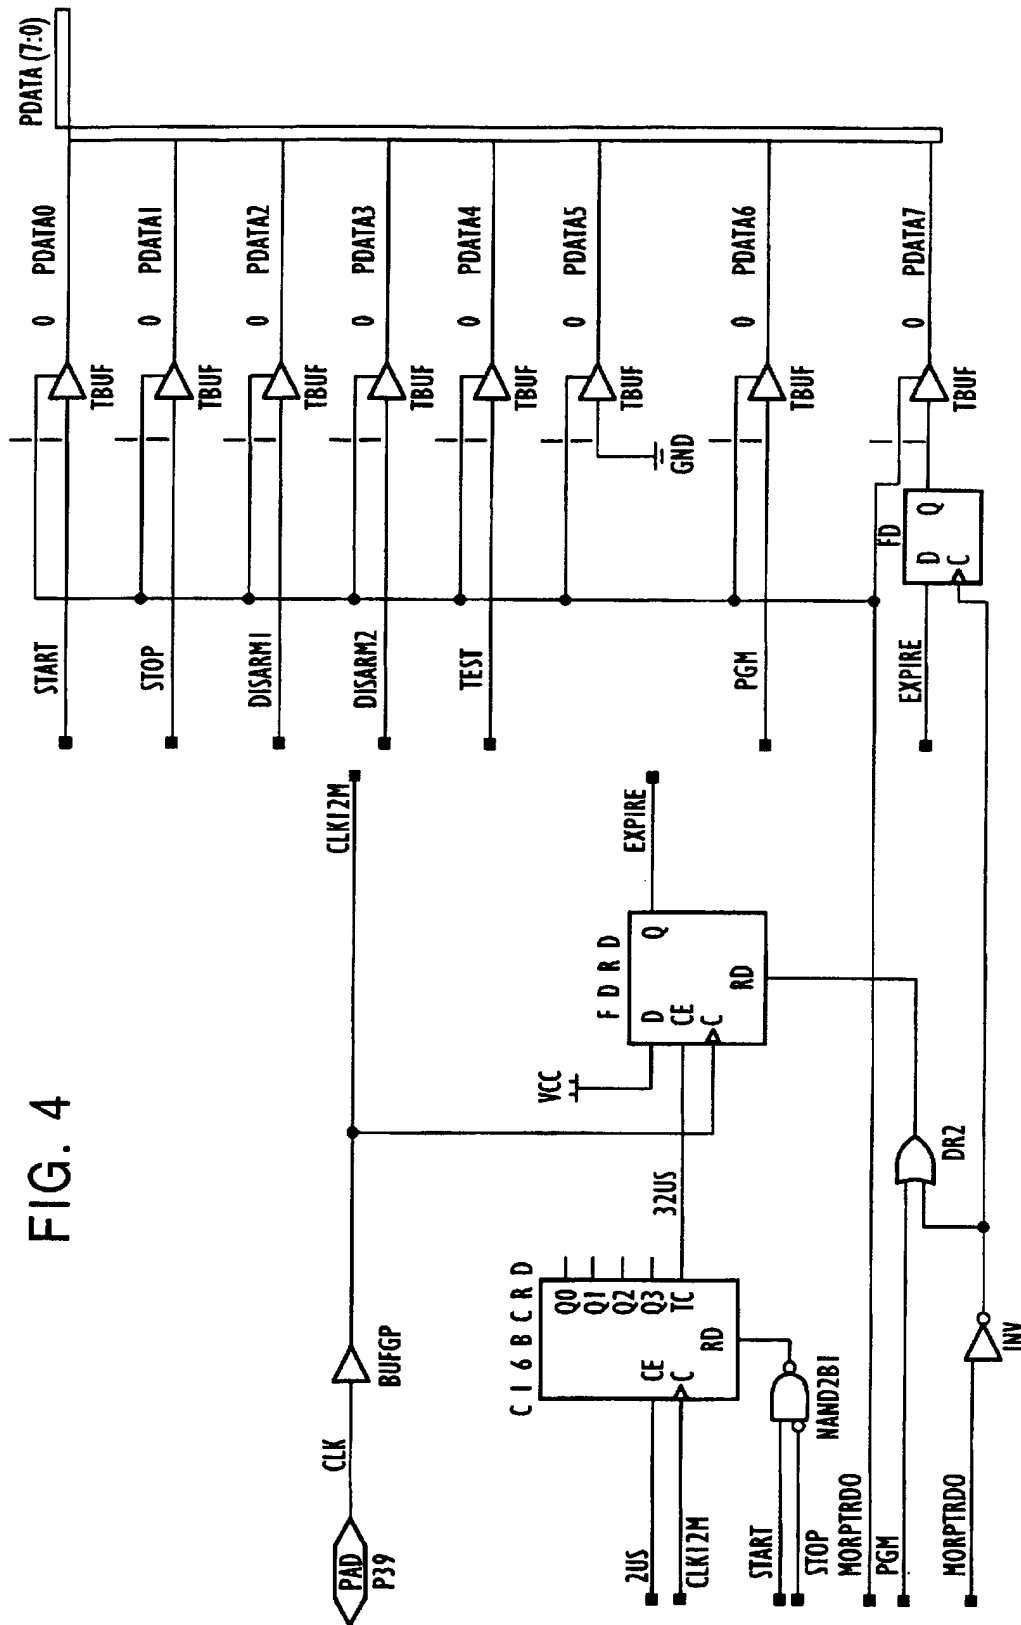 FIG. 4
PAD
P39
CLK
BUFGP
CLK12M
2US
CLK12M
C16BCRD
CE
C
Q0
Q1
Q2
Q3
TC
RD
START
STOP
NAND2B1
32US
VCC
FDRD
D
CE
C
Q
RD
EXPIRE
MORPTRDO
PGM
MORPTRDO
INV
DR2
START
TBUF
0
PDATA0
STOP
TBUF
0
PDATA1
DISARM1
TBUF
0
PDATA2
DISARM2
TBUF
0
PDATA3
TEST
TBUF
0
PDATA4
GND
TBUF
0
PDATA5
PGM
TBUF
0
PDATA6
EXPIRE
FD
D
C
Q
TBUF
0
PDATA7
PDATA (7:0)